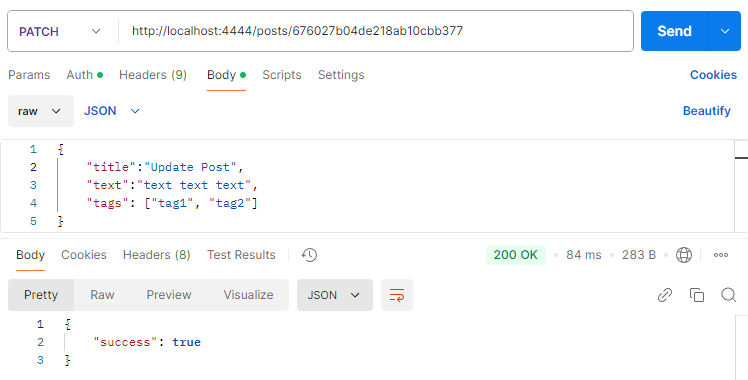 PATCH http://localhost:4444/posts/676027b04de218ab10cbb377 Send
Params Auth Headers (9) Body Scripts Settings Cookies
raw JSON Beautify
1 {
2 "title":"Update Post",
3 "text":"text text text",
4 "tags": ["tag1", "tag2"]
5 }
Body Cookies Headers (8) Test Results 200 OK 84 ms 283 B
Pretty Raw Preview Visualize JSON
1 {
2 "success": true
3 }